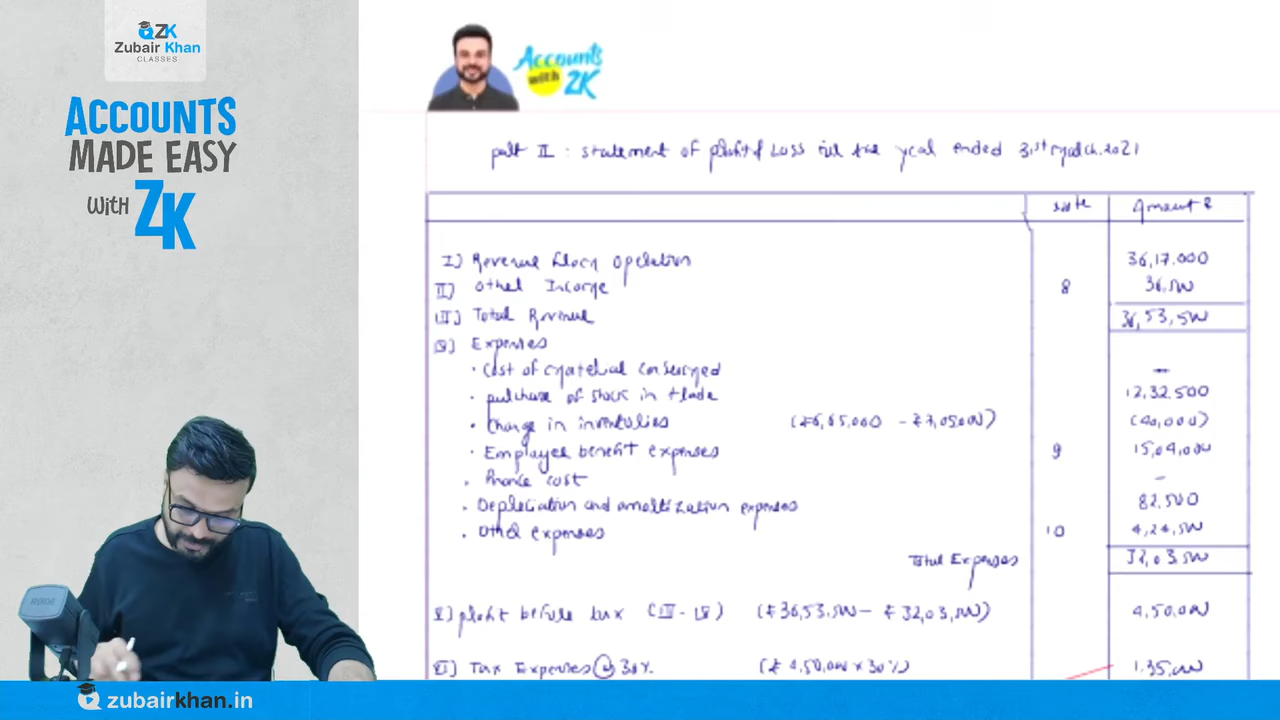 ZK
Zubair Khan
CLASSES
ACCOUNTS
MADE EASY
with ZK
Accounts
with
ZK
Part II : Statement of Profit & Loss for the year ended 31st March.2021
Note Amount ₹
I) Revenue from operation 36,17,000
II) Other Income 8 36,500
III) Total Revenue 36,53,500
IV) Expenses
• Cost of material consumed —
• purchase of stock in trade 12,32,500
• Change in inventories (₹6,65,000 - ₹7,05,000) (40,000)
• Employee benefit expenses 9 15,04,000
• Finance cost —
• Depreciation and amortization expenses 82,500
• Other expenses 10 4,24,500
Total Expenses 32,03,500
V) profit before tax (III - IV) (₹36,53,500 - ₹32,03,500) 4,50,000
VI) Tax Expenses @ 30% (₹4,50,000 x 30%) 1,35,000
RODE
zubairkhan.in